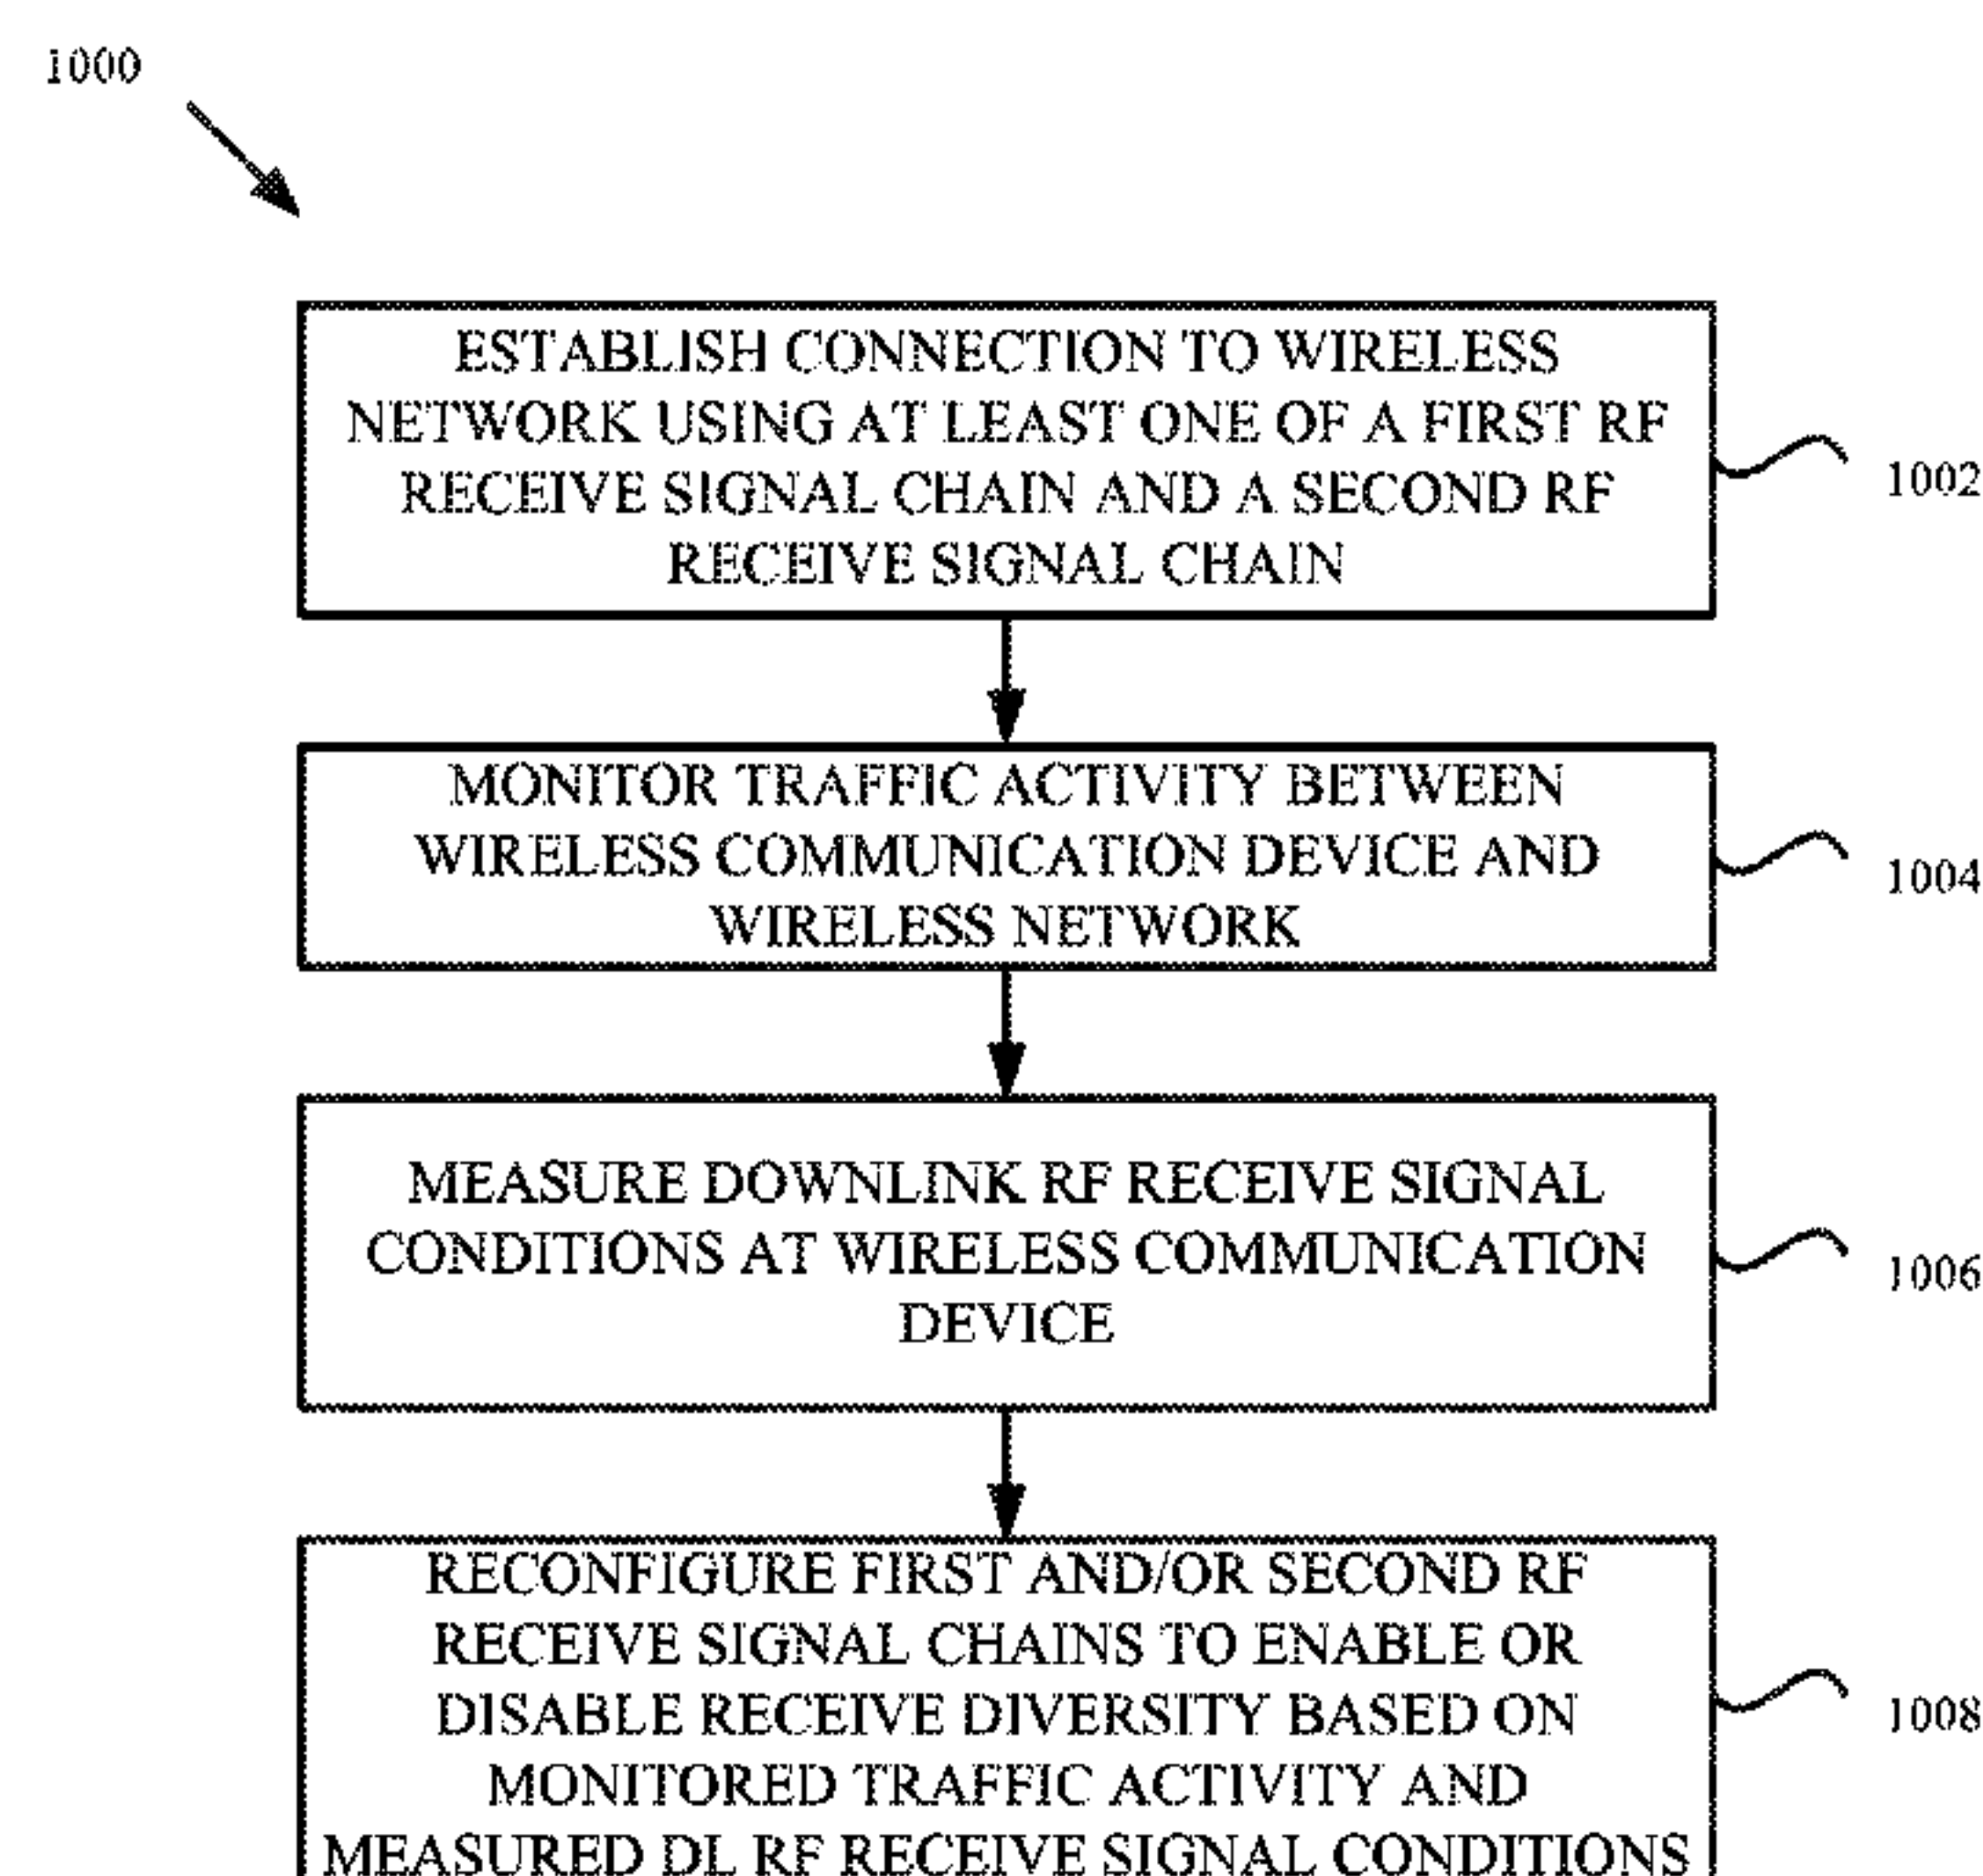 1000
ESTABLISH CONNECTION TO WIRELESS
NETWORK USING AT LEAST ONE OF A FIRST RF
RECEIVE SIGNAL CHAIN AND A SECOND RF
RECEIVE SIGNAL CHAIN
1002
MONITOR TRAFFIC ACTIVITY BETWEEN
WIRELESS COMMUNICATION DEVICE AND
WIRELESS NETWORK
1004
MEASURE DOWNLINK RF RECEIVE SIGNAL
CONDITIONS AT WIRELESS COMMUNICATION
DEVICE
1006
RECONFIGURE FIRST AND/OR SECOND RF
RECEIVE SIGNAL CHAINS TO ENABLE OR
DISABLE RECEIVE DIVERSITY BASED ON
MONITORED TRAFFIC ACTIVITY AND
MEASURED DL RF RECEIVE SIGNAL CONDITIONS
1008